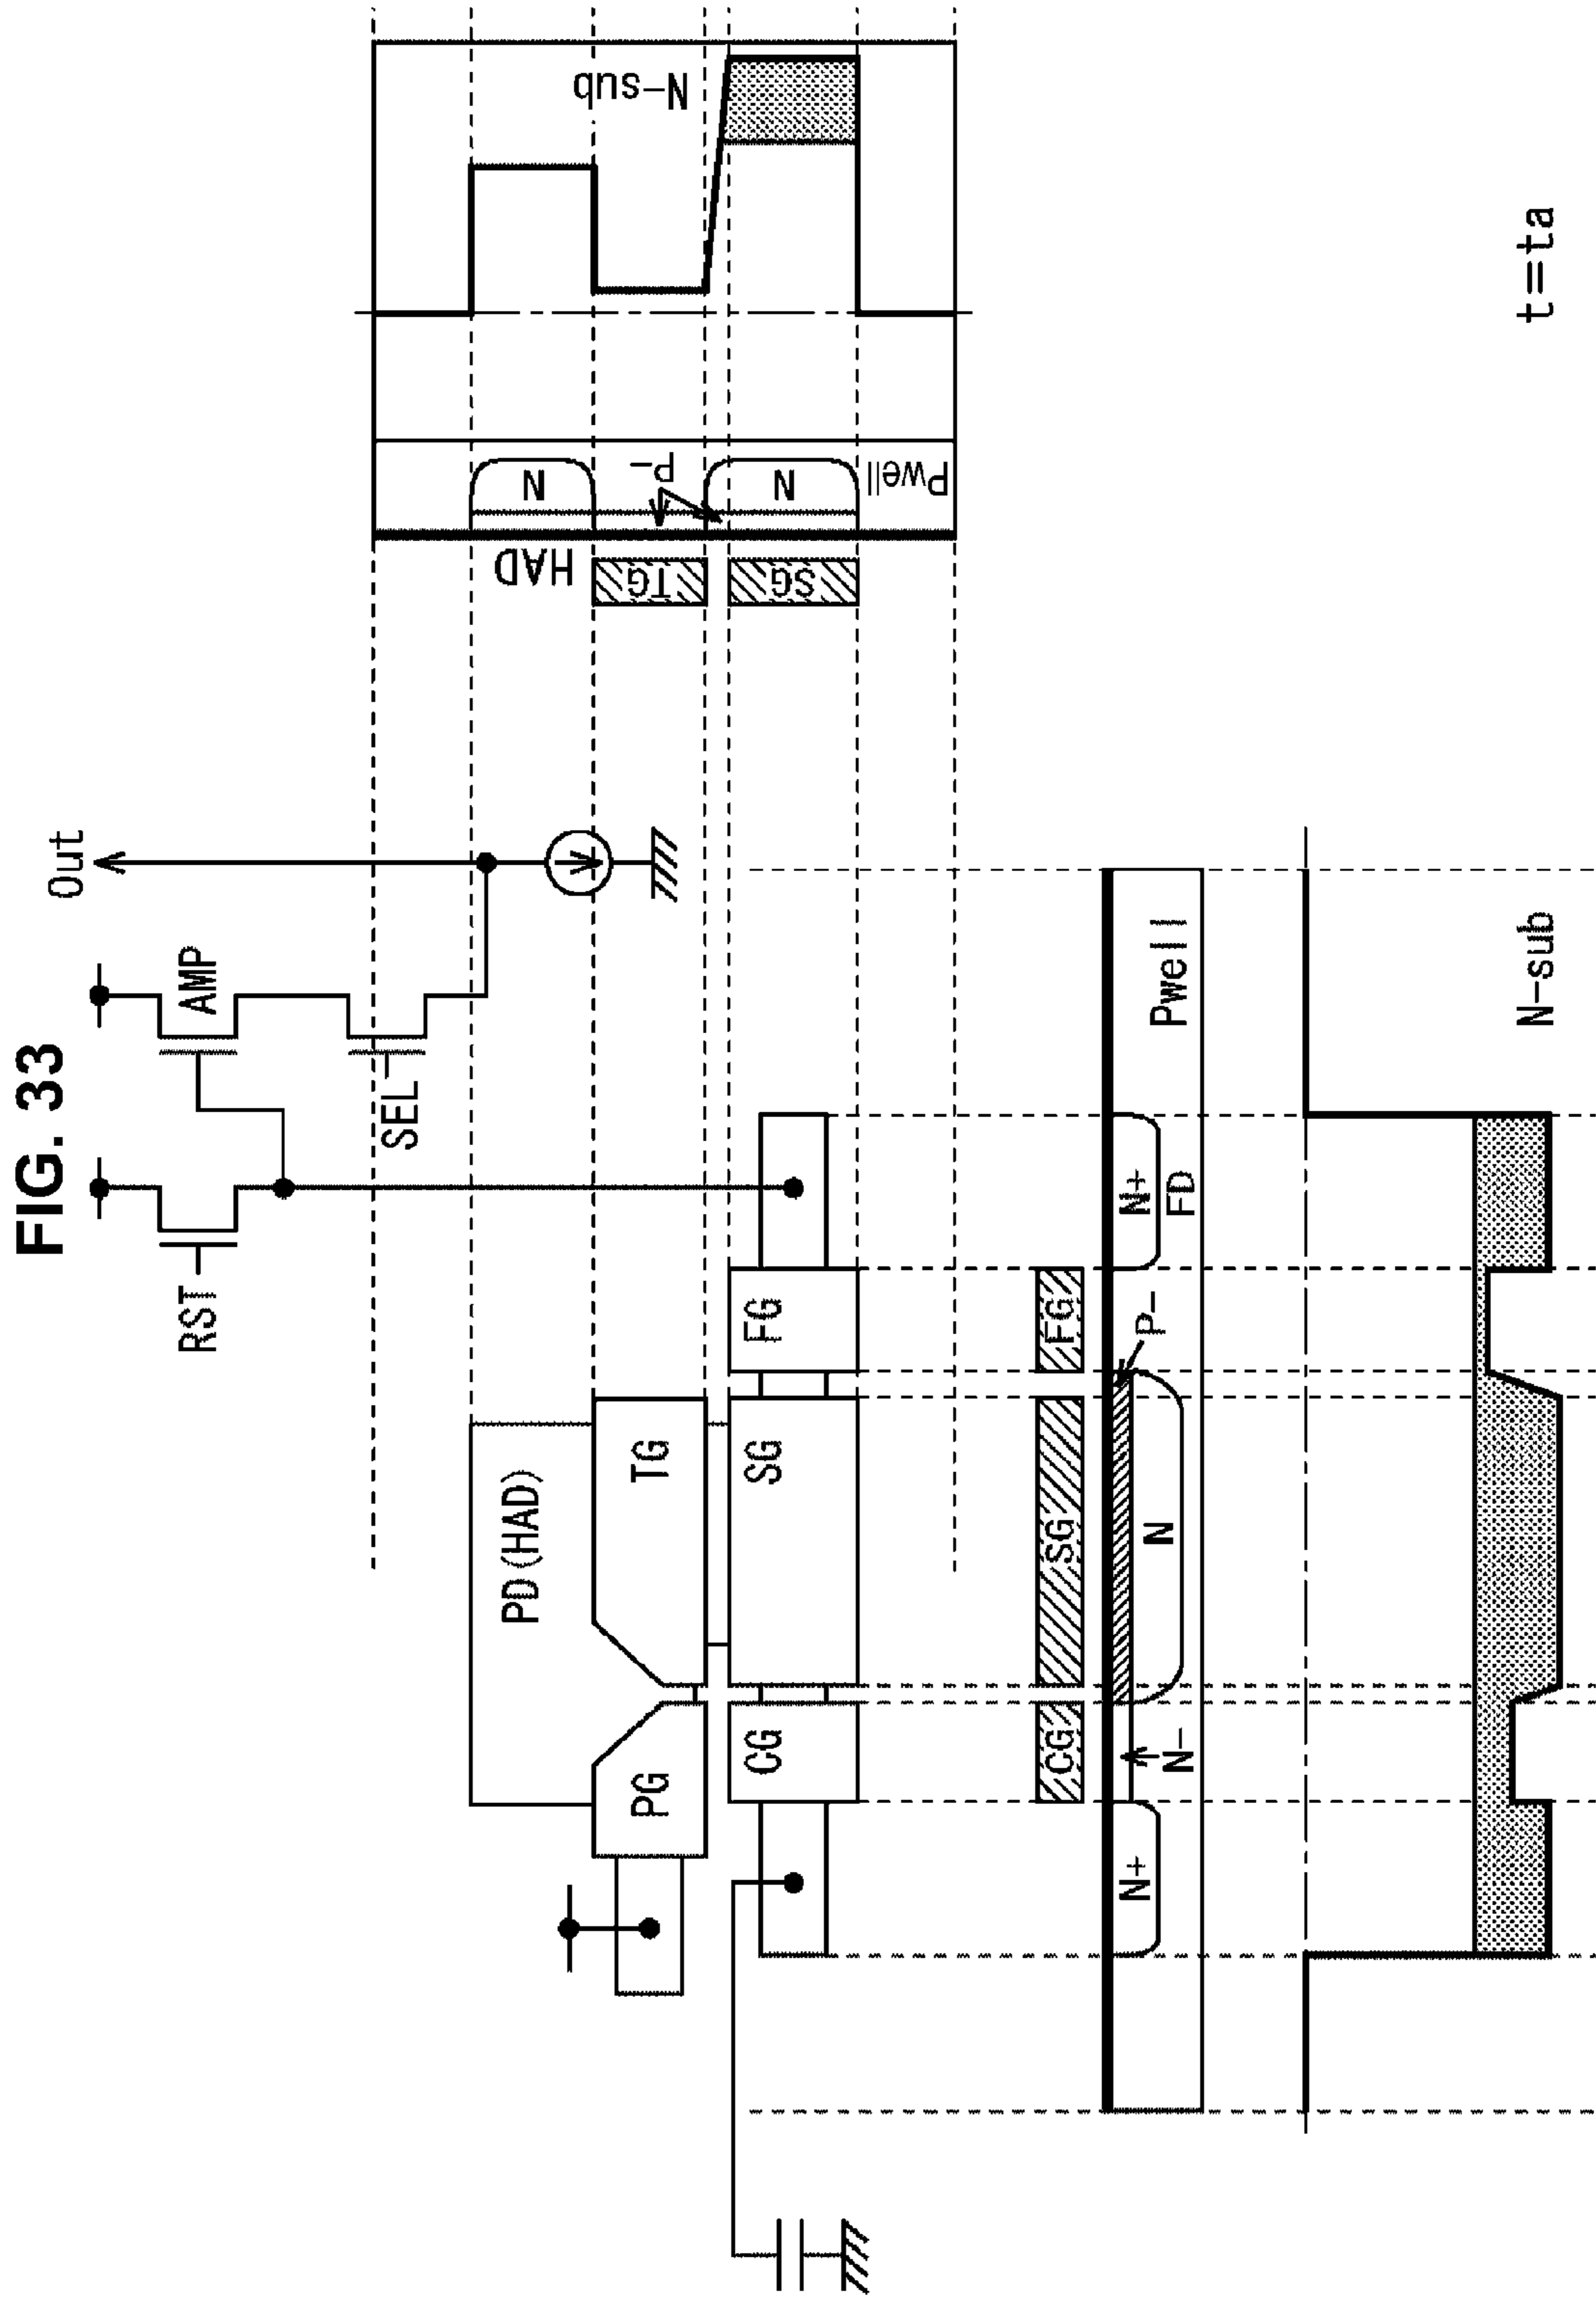 FIG. 33
Out
RST
AMP
SEL
PD(HAD)
PG
TG
CG
SG
FG
HAD
TG
SG
N
P-
N
Pwell
N-sub
CG
SG
FG
N+
N-
N
P-
N+
FD
Pwell
N-sub
t=ta